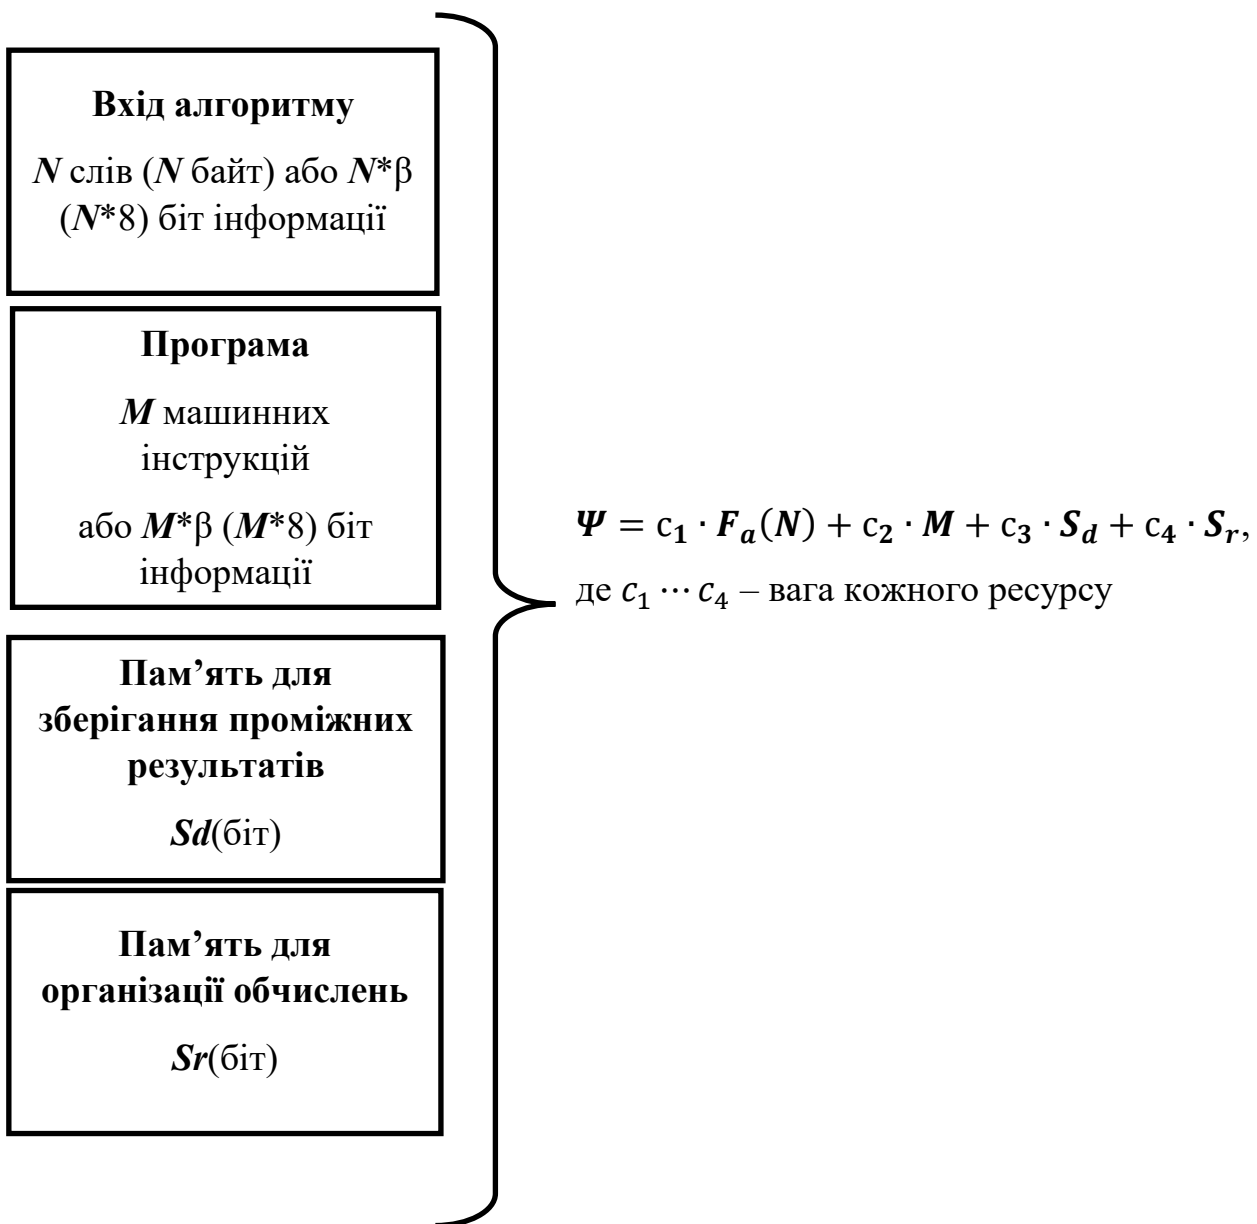 Вхід алгоритму
N слів (N байт) або N*β
(N*8) біт інформації
Програма
M машинних
інструкцій
або M*β (M*8) біт
інформації
Ψ = c₁ · Fₐ(N) + c₂ · M + c₃ · S_d + c₄ · S_r,
де c₁ ⋯ c₄ – вага кожного ресурсу
Пам’ять для
зберігання проміжних
результатів
Sd(біт)
Пам’ять для
організації обчислень
Sr(біт)